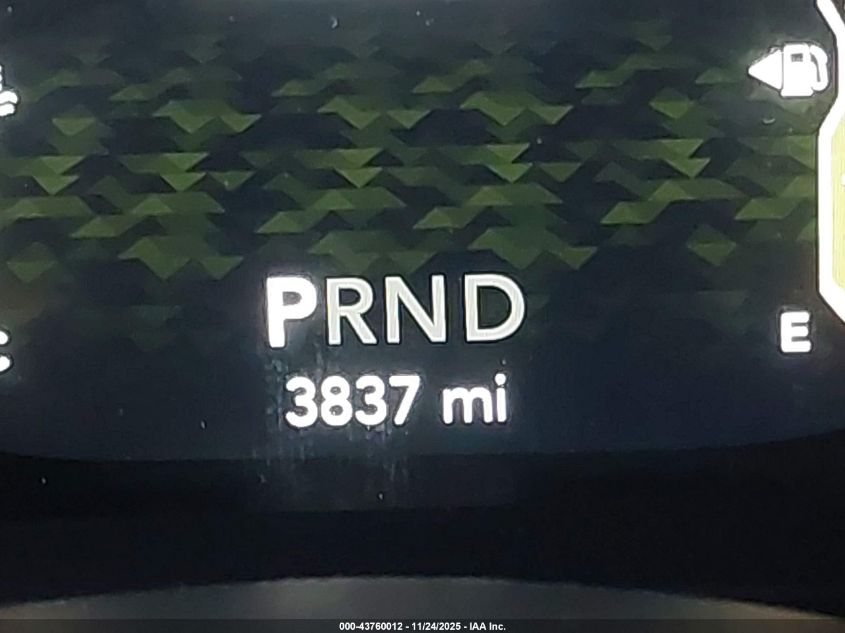 PRND
3837 mi
E
000-43760012 - 11/24/2025 - IAA Inc.